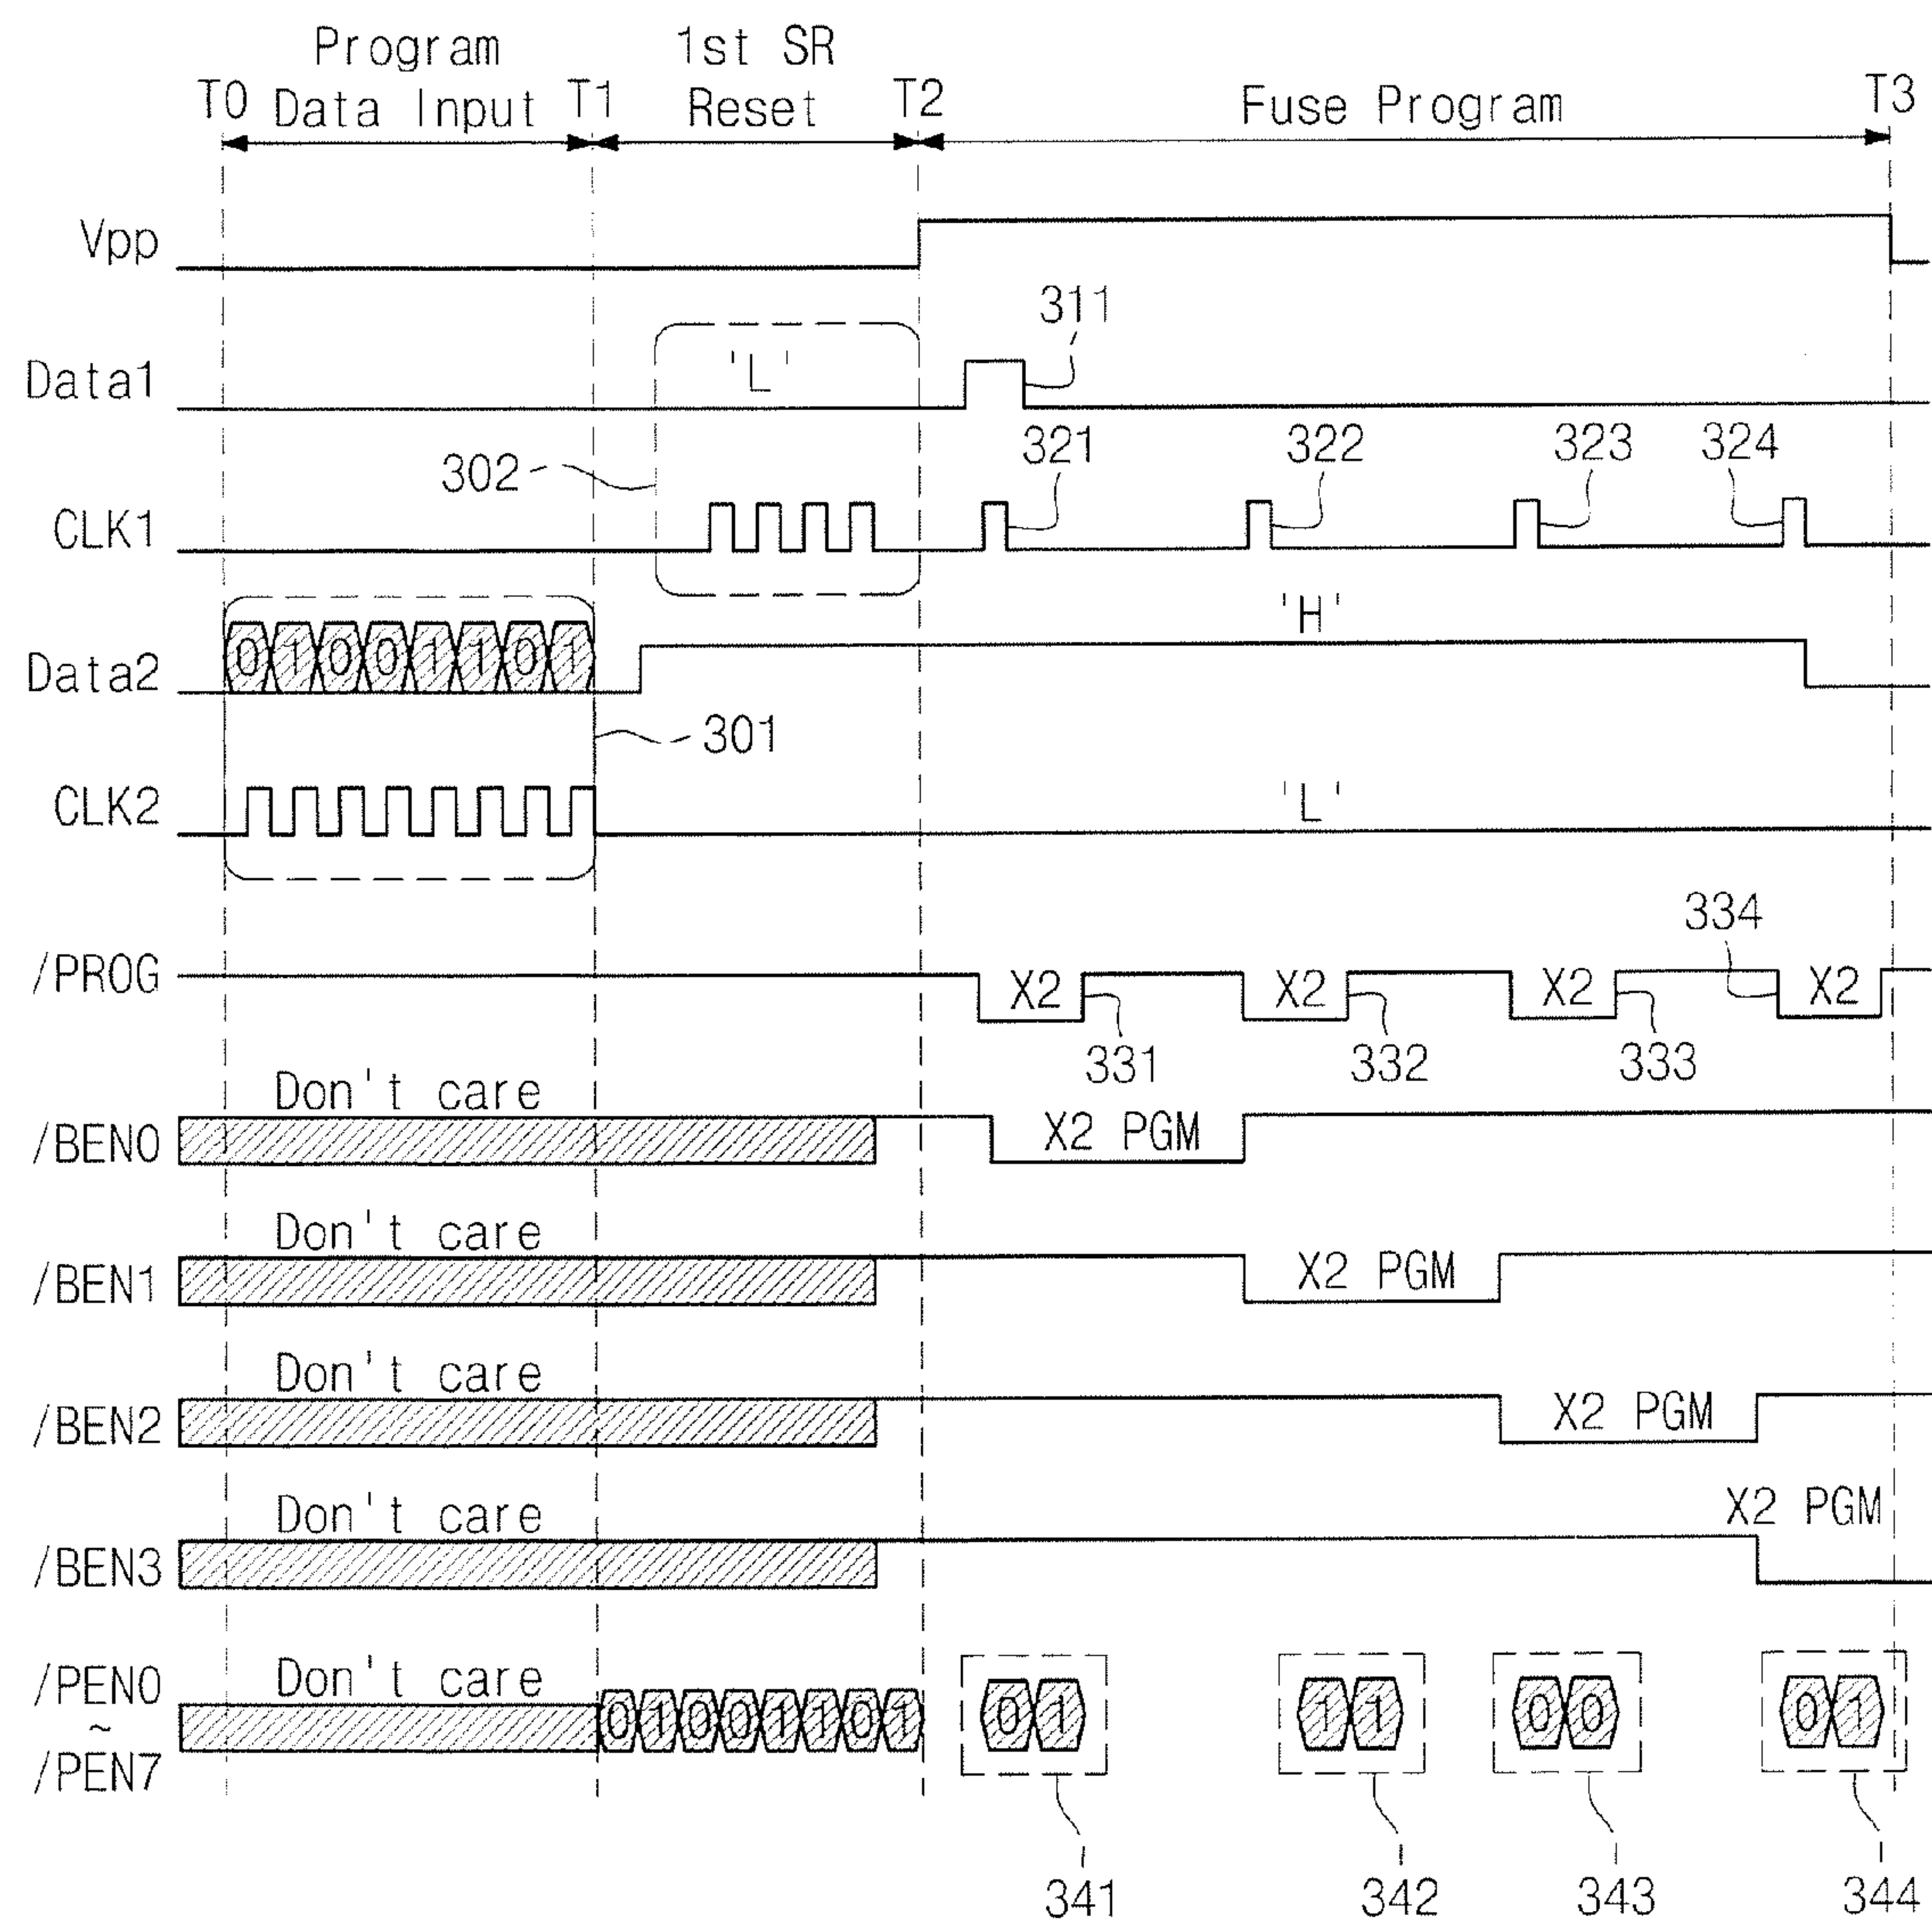 Program 1st SR
T0 Data Input T1 Reset T2 Fuse Program T3
Vpp
311
'L'
Data1
321 322 323 324
302
CLK1
'H'
0 1 0 0 1 1 0 1
Data2
301
CLK2 'L'
334
/PROG X2 X2 X2 X2
331 332 333
Don't care
/BEN0 X2 PGM
Don't care
/BEN1 X2 PGM
Don't care
/BEN2 X2 PGM
Don't care X2 PGM
/BEN3
/PEN0 Don't care
~ 0 1 0 0 1 1 0 1 0 1 1 1 0 0 0 1
/PEN7
341 342 343 344